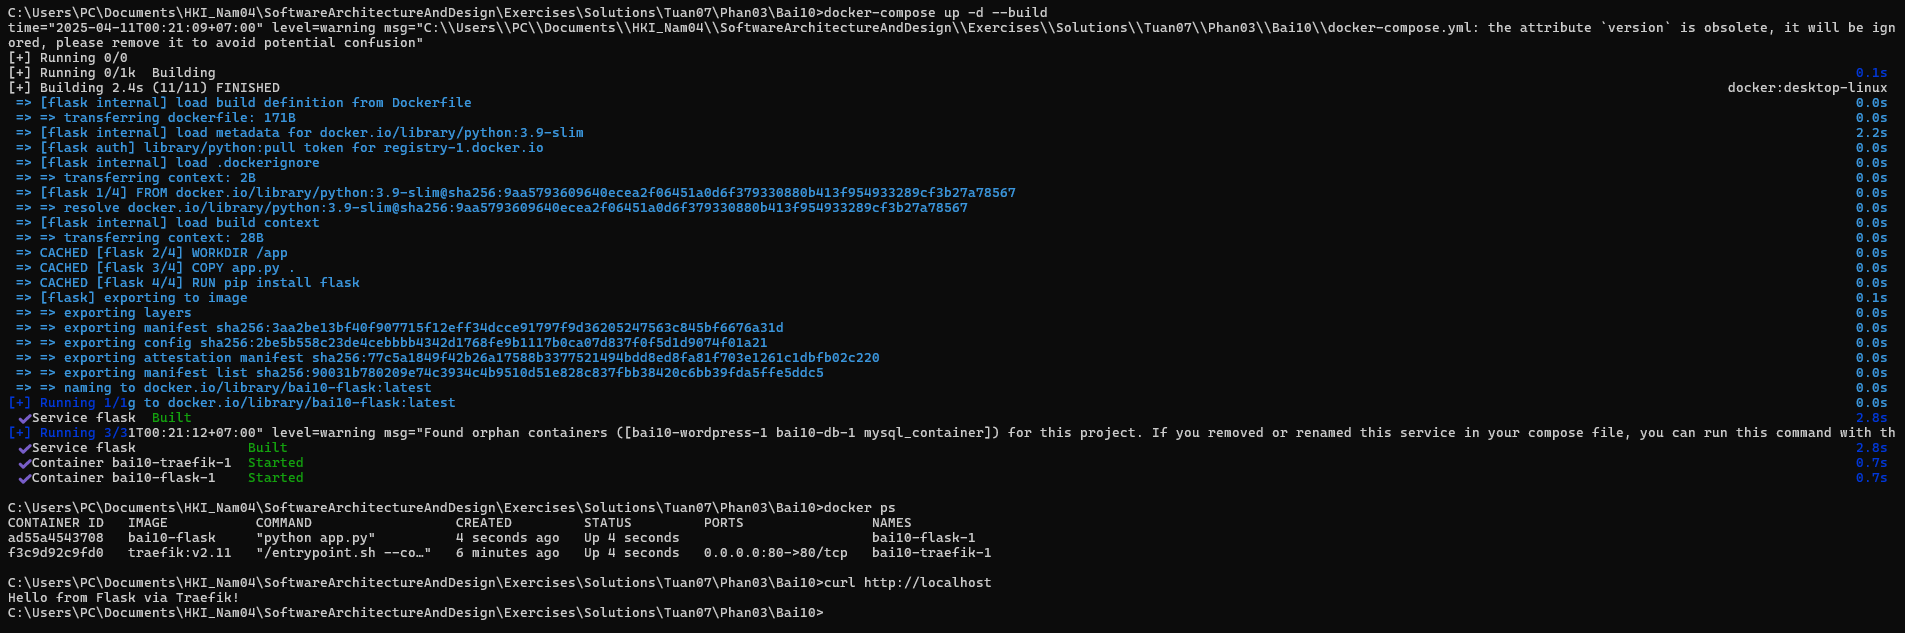 C:\Users\PC\Documents\HKI_Nam04\SoftwareArchitectureAndDesign\Exercises\Solutions\Tuan07\Phan03\Bai10>docker-compose up -d --build
time="2025-04-11T00:21:09+07:00" level=warning msg="C:\\Users\\PC\\Documents\\HKI_Nam04\\SoftwareArchitectureAndDesign\\Exercises\\Solutions\\Tuan07\\Phan03\\Bai10\\docker-compose.yml: the attribute `version` is obsolete, it will be ign
ored, please remove it to avoid potential confusion"
[+] Running 0/0
[+] Running 0/1k  Building 0.1s
[+] Building 2.4s (11/11) FINISHED docker:desktop-linux
 => [flask internal] load build definition from Dockerfile 0.0s
 => => transferring dockerfile: 171B 0.0s
 => [flask internal] load metadata for docker.io/library/python:3.9-slim 2.2s
 => [flask auth] library/python:pull token for registry-1.docker.io 0.0s
 => [flask internal] load .dockerignore 0.0s
 => => transferring context: 2B 0.0s
 => [flask 1/4] FROM docker.io/library/python:3.9-slim@sha256:9aa5793609640ecea2f06451a0d6f379330880b413f954933289cf3b27a78567 0.0s
 => => resolve docker.io/library/python:3.9-slim@sha256:9aa5793609640ecea2f06451a0d6f379330880b413f954933289cf3b27a78567 0.0s
 => [flask internal] load build context 0.0s
 => => transferring context: 28B 0.0s
 => CACHED [flask 2/4] WORKDIR /app 0.0s
 => CACHED [flask 3/4] COPY app.py . 0.0s
 => CACHED [flask 4/4] RUN pip install flask 0.0s
 => [flask] exporting to image 0.1s
 => => exporting layers 0.0s
 => => exporting manifest sha256:3aa2be13bf40f907715f12eff34dcce91797f9d36205247563c845bf6676a31d 0.0s
 => => exporting config sha256:2be5b558c23de4cebbbb4342d1768fe9b1117b0ca07d837f0f5d1d9074f01a21 0.0s
 => => exporting attestation manifest sha256:77c5a1849f42b26a17588b3377521494bdd8ed8fa81f703e1261c1dbfb02c220 0.0s
 => => exporting manifest list sha256:90031b780209e74c3934c4b9510d51e828c837fbb38420c6bb39fda5ffe5ddc5 0.0s
 => => naming to docker.io/library/bai10-flask:latest 0.0s
[+] Running 1/1g to docker.io/library/bai10-flask:latest 0.0s
 ✔Service flask  Built 2.8s
[+] Running 3/31T00:21:12+07:00" level=warning msg="Found orphan containers ([bai10-wordpress-1 bai10-db-1 mysql_container]) for this project. If you removed or renamed this service in your compose file, you can run this command with th
 ✔Service flask Built 2.8s
 ✔Container bai10-traefik-1  Started 0.7s
 ✔Container bai10-flask-1    Started 0.7s
C:\Users\PC\Documents\HKI_Nam04\SoftwareArchitectureAndDesign\Exercises\Solutions\Tuan07\Phan03\Bai10>docker ps
CONTAINER ID   IMAGE           COMMAND                  CREATED         STATUS         PORTS                NAMES
ad55a4543708   bai10-flask     "python app.py"          4 seconds ago   Up 4 seconds                        bai10-flask-1
f3c9d92c9fd0   traefik:v2.11   "/entrypoint.sh --co…"   6 minutes ago   Up 4 seconds   0.0.0.0:80->80/tcp   bai10-traefik-1
C:\Users\PC\Documents\HKI_Nam04\SoftwareArchitectureAndDesign\Exercises\Solutions\Tuan07\Phan03\Bai10>curl http://localhost
Hello from Flask via Traefik!
C:\Users\PC\Documents\HKI_Nam04\SoftwareArchitectureAndDesign\Exercises\Solutions\Tuan07\Phan03\Bai10>